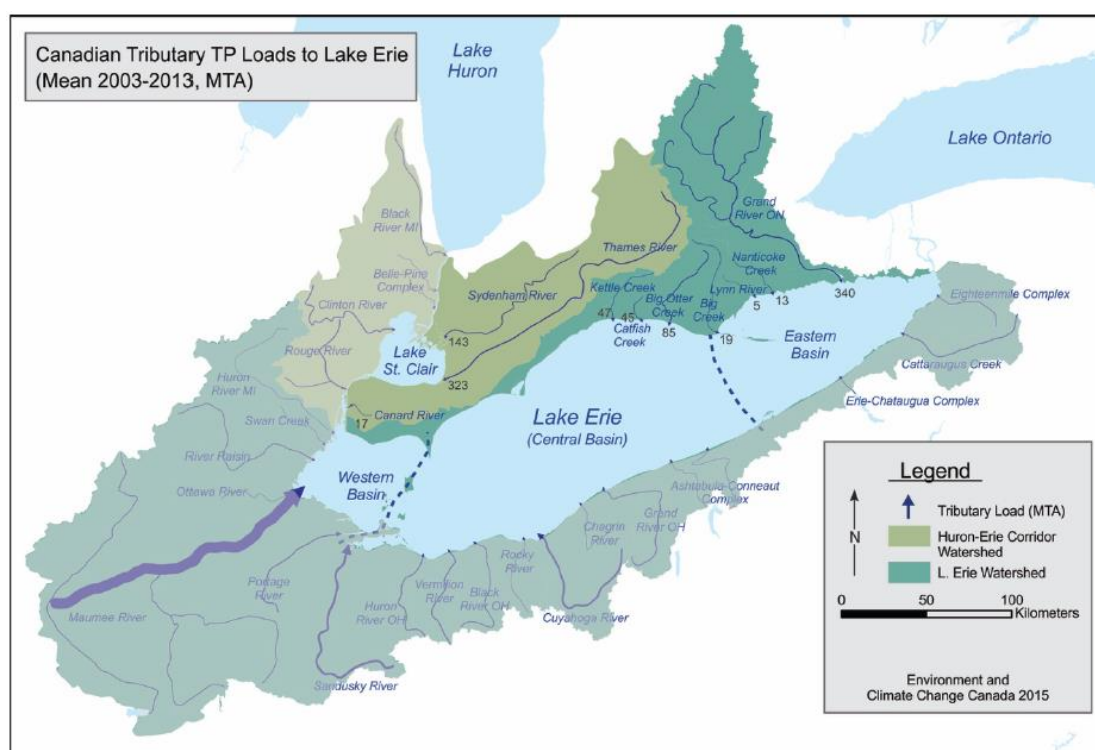 Canadian Tributary TP Loads to Lake Erie
(Mean 2003-2013, MTA)
Lake
Huron
Lake Ontario
Black
River MI
Belle-Pine
Complex
Clinton River
Rouge River
Lake
St. Clair
Huron
River MI
Swan Creek
River Raisin
Ottawa River
Maumee River
Portage
River
Sandusky River
Huron
River OH
Vermilion
River
Black
River OH
Rocky
River
Cuyahoga River
Chagrin
River
Grand
River OH
Ashtabula-Conneaut
Complex
Erie-Chataugua Complex
Cattaraugus Creek
Eighteenmile Complex
Sydenham River
143
Thames River
323
Canard River
17
Kettle Creek
47
Catfish
Creek
45
Big Otter
Creek
85
Big
Creek
19
Lynn River
5
Nanticoke
Creek
13
Grand
River ON
340
Western
Basin
Lake Erie
(Central Basin)
Eastern
Basin
Legend
N
Tributary Load (MTA)
Huron-Erie Corridor
Watershed
L. Erie Watershed
0 50 100
Kilometers
Environment and
Climate Change Canada 2015